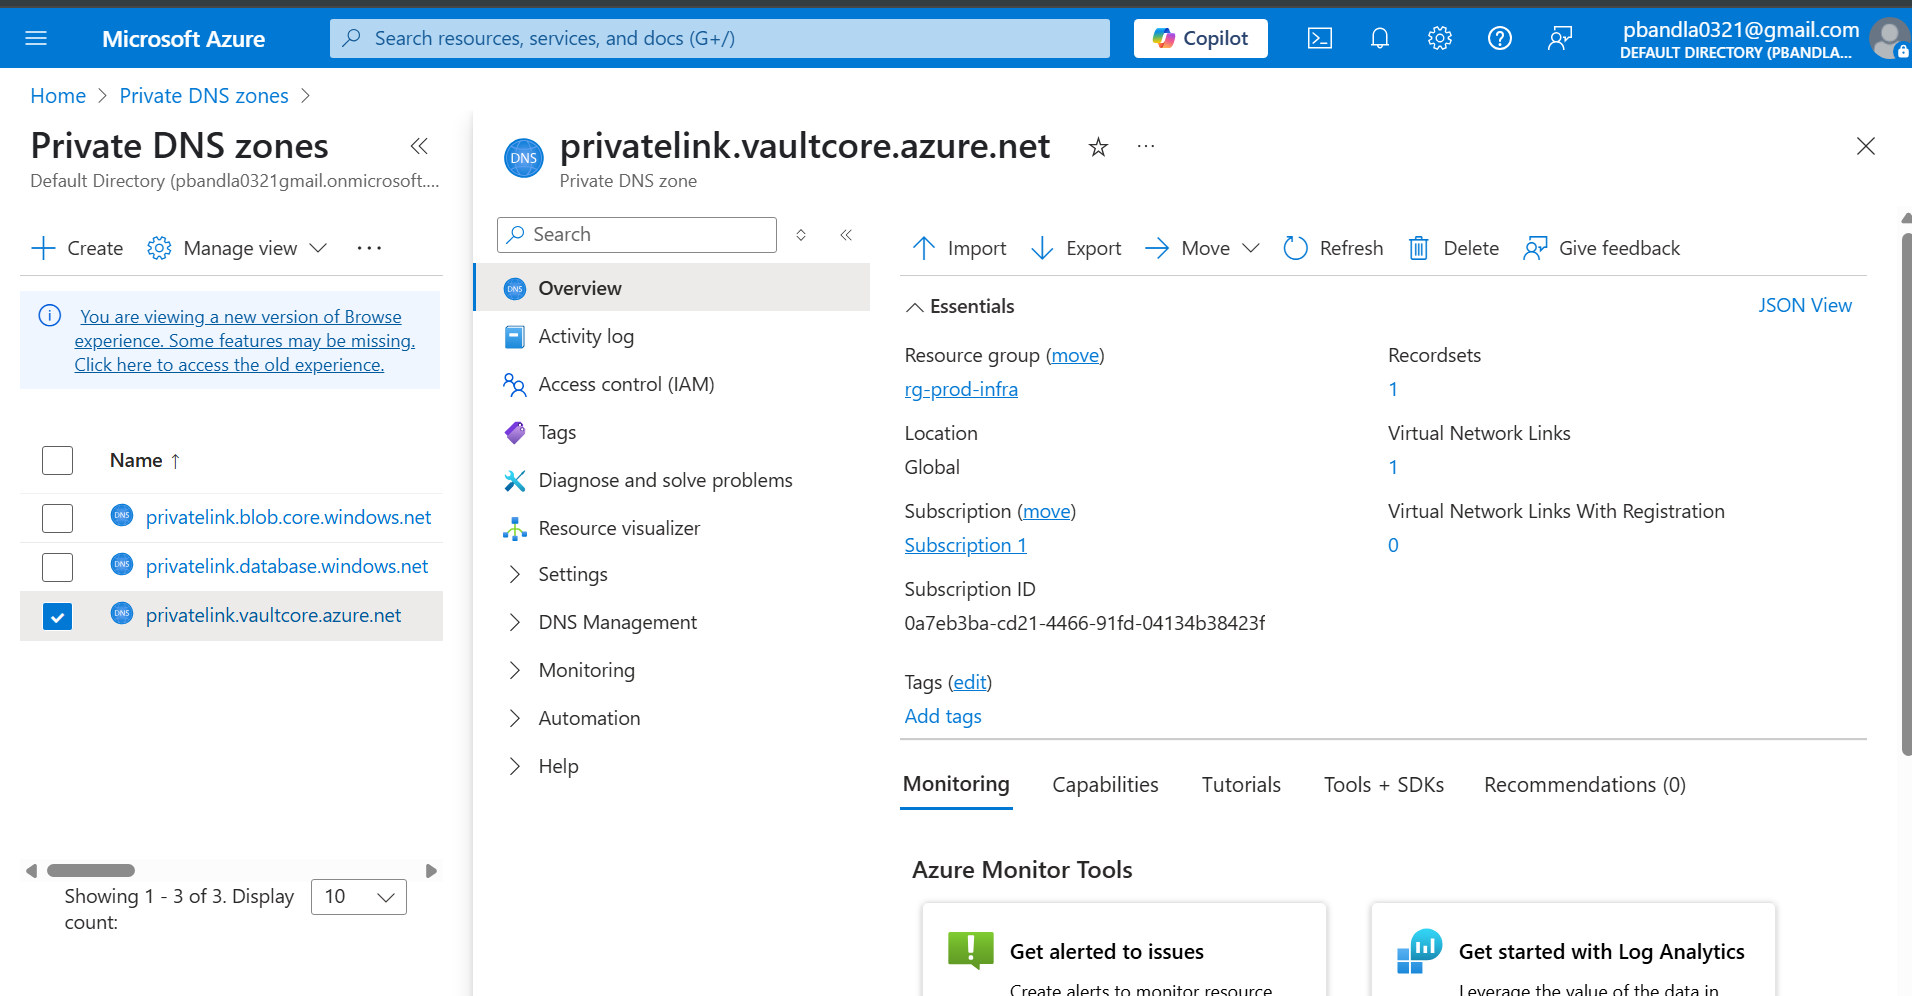 Microsoft Azure
Search resources, services, and docs (G+/)
Copilot
pbandla0321@gmail.com
DEFAULT DIRECTORY (PBANDLA...
Home > Private DNS zones >
Private DNS zones
Default Directory (pbandla0321gmail.onmicrosoft....
Create
Manage view
You are viewing a new version of Browse
experience. Some features may be missing.
Click here to access the old experience.
Name ↑
DNS privatelink.blob.core.windows.net
DNS privatelink.database.windows.net
DNS privatelink.vaultcore.azure.net
Showing 1 - 3 of 3. Display
count:
10
DNS
privatelink.vaultcore.azure.net
Private DNS zone
Search
DNS Overview
Activity log
Access control (IAM)
Tags
Diagnose and solve problems
Resource visualizer
Settings
DNS Management
Monitoring
Automation
Help
Import
Export
Move
Refresh
Delete
Give feedback
Essentials
JSON View
Resource group (move)
rg-prod-infra
Location
Global
Subscription (move)
Subscription 1
Subscription ID
0a7eb3ba-cd21-4466-91fd-04134b38423f
Recordsets
1
Virtual Network Links
1
Virtual Network Links With Registration
0
Tags (edit)
Add tags
Monitoring
Capabilities
Tutorials
Tools + SDKs
Recommendations (0)
Azure Monitor Tools
Get alerted to issues
Create alerts to monitor resource
Get started with Log Analytics
Leverage the value of the data in